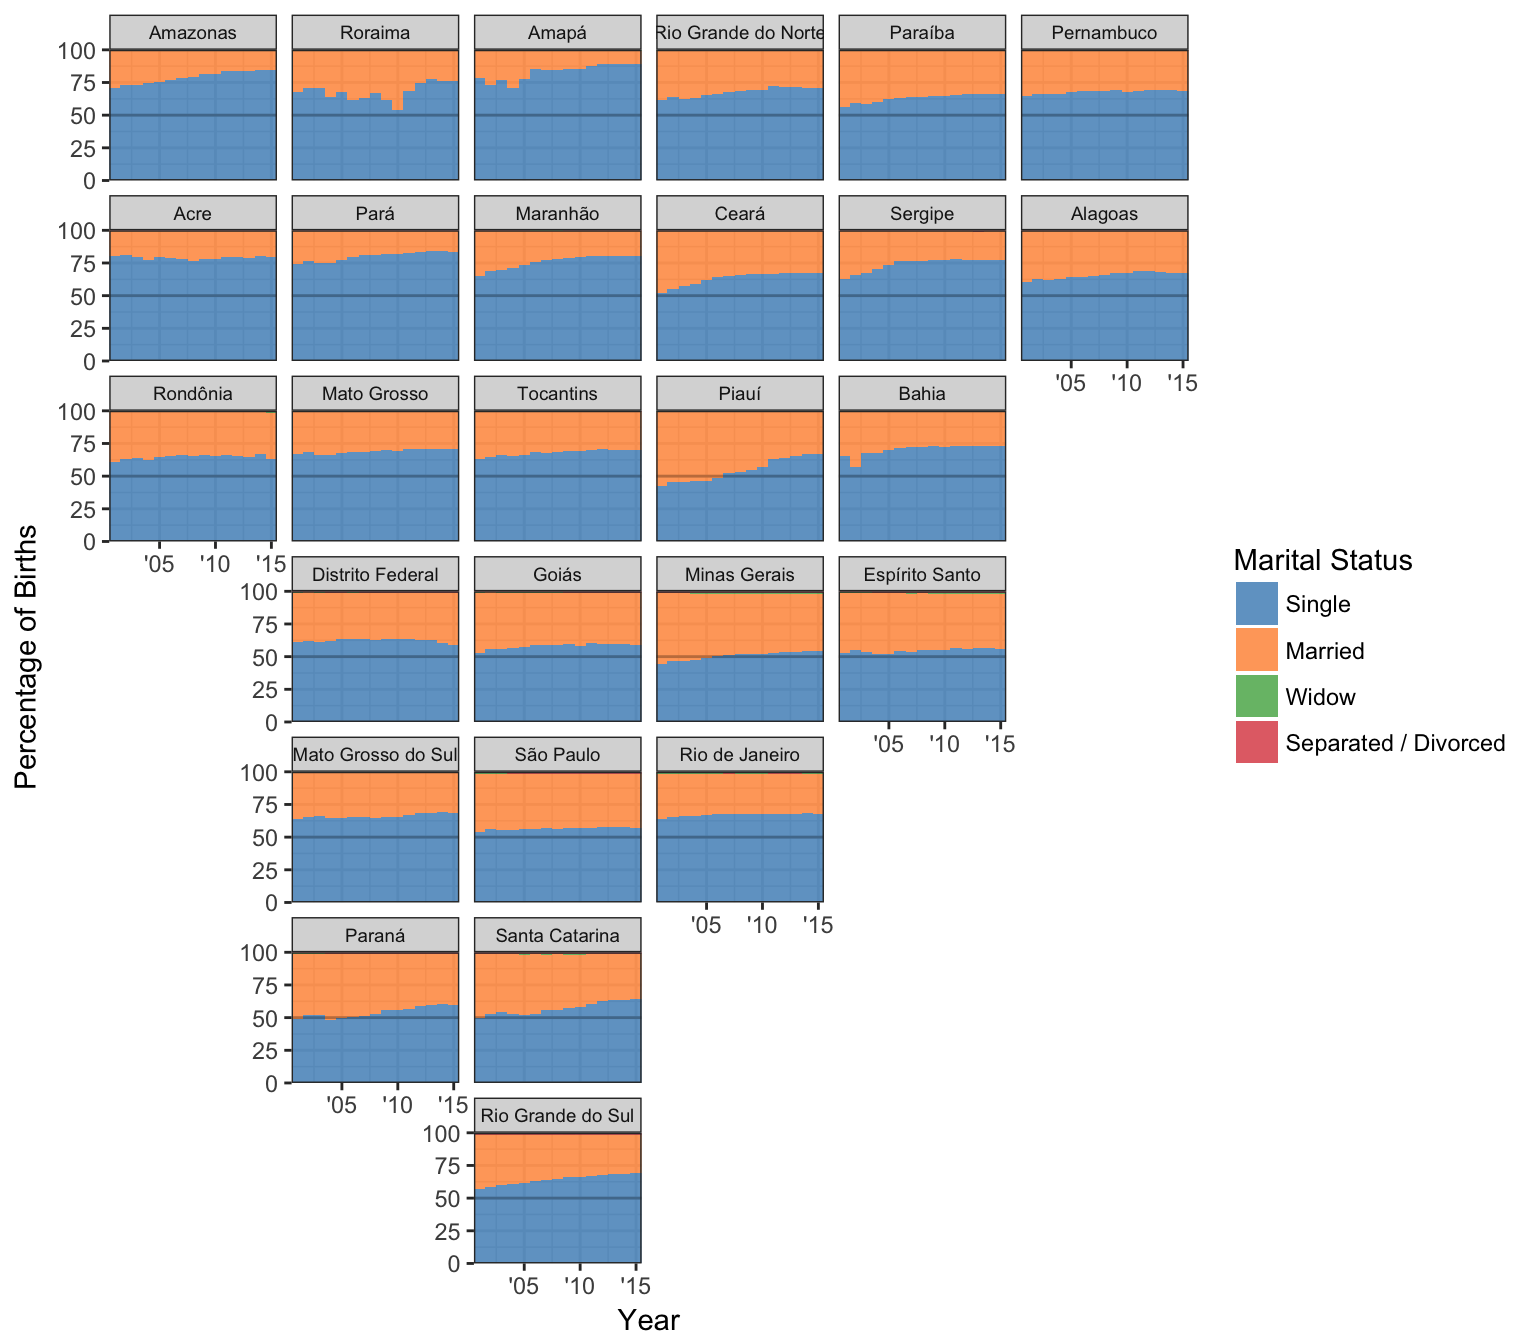 Amazonas Roraima Amapá Rio Grande do Norte Paraíba Pernambuco
100
75
50
25
0
Acre Pará Maranhão Ceará Sergipe Alagoas
100
75
50
25
0
'05 '10 '15
Rondônia Mato Grosso Tocantins Piauí Bahia
100
75
50
25
0
'05 '10 '15
Distrito Federal Goiás Minas Gerais Espírito Santo
100
75
50
25
0
'05 '10 '15
Mato Grosso do Sul São Paulo Rio de Janeiro
100
75
50
25
0
'05 '10 '15
Paraná Santa Catarina
100
75
50
25
0
'05 '10 '15
Rio Grande do Sul
100
75
50
25
0
'05 '10 '15
Year
Percentage of Births
Marital Status
Single
Married
Widow
Separated / Divorced